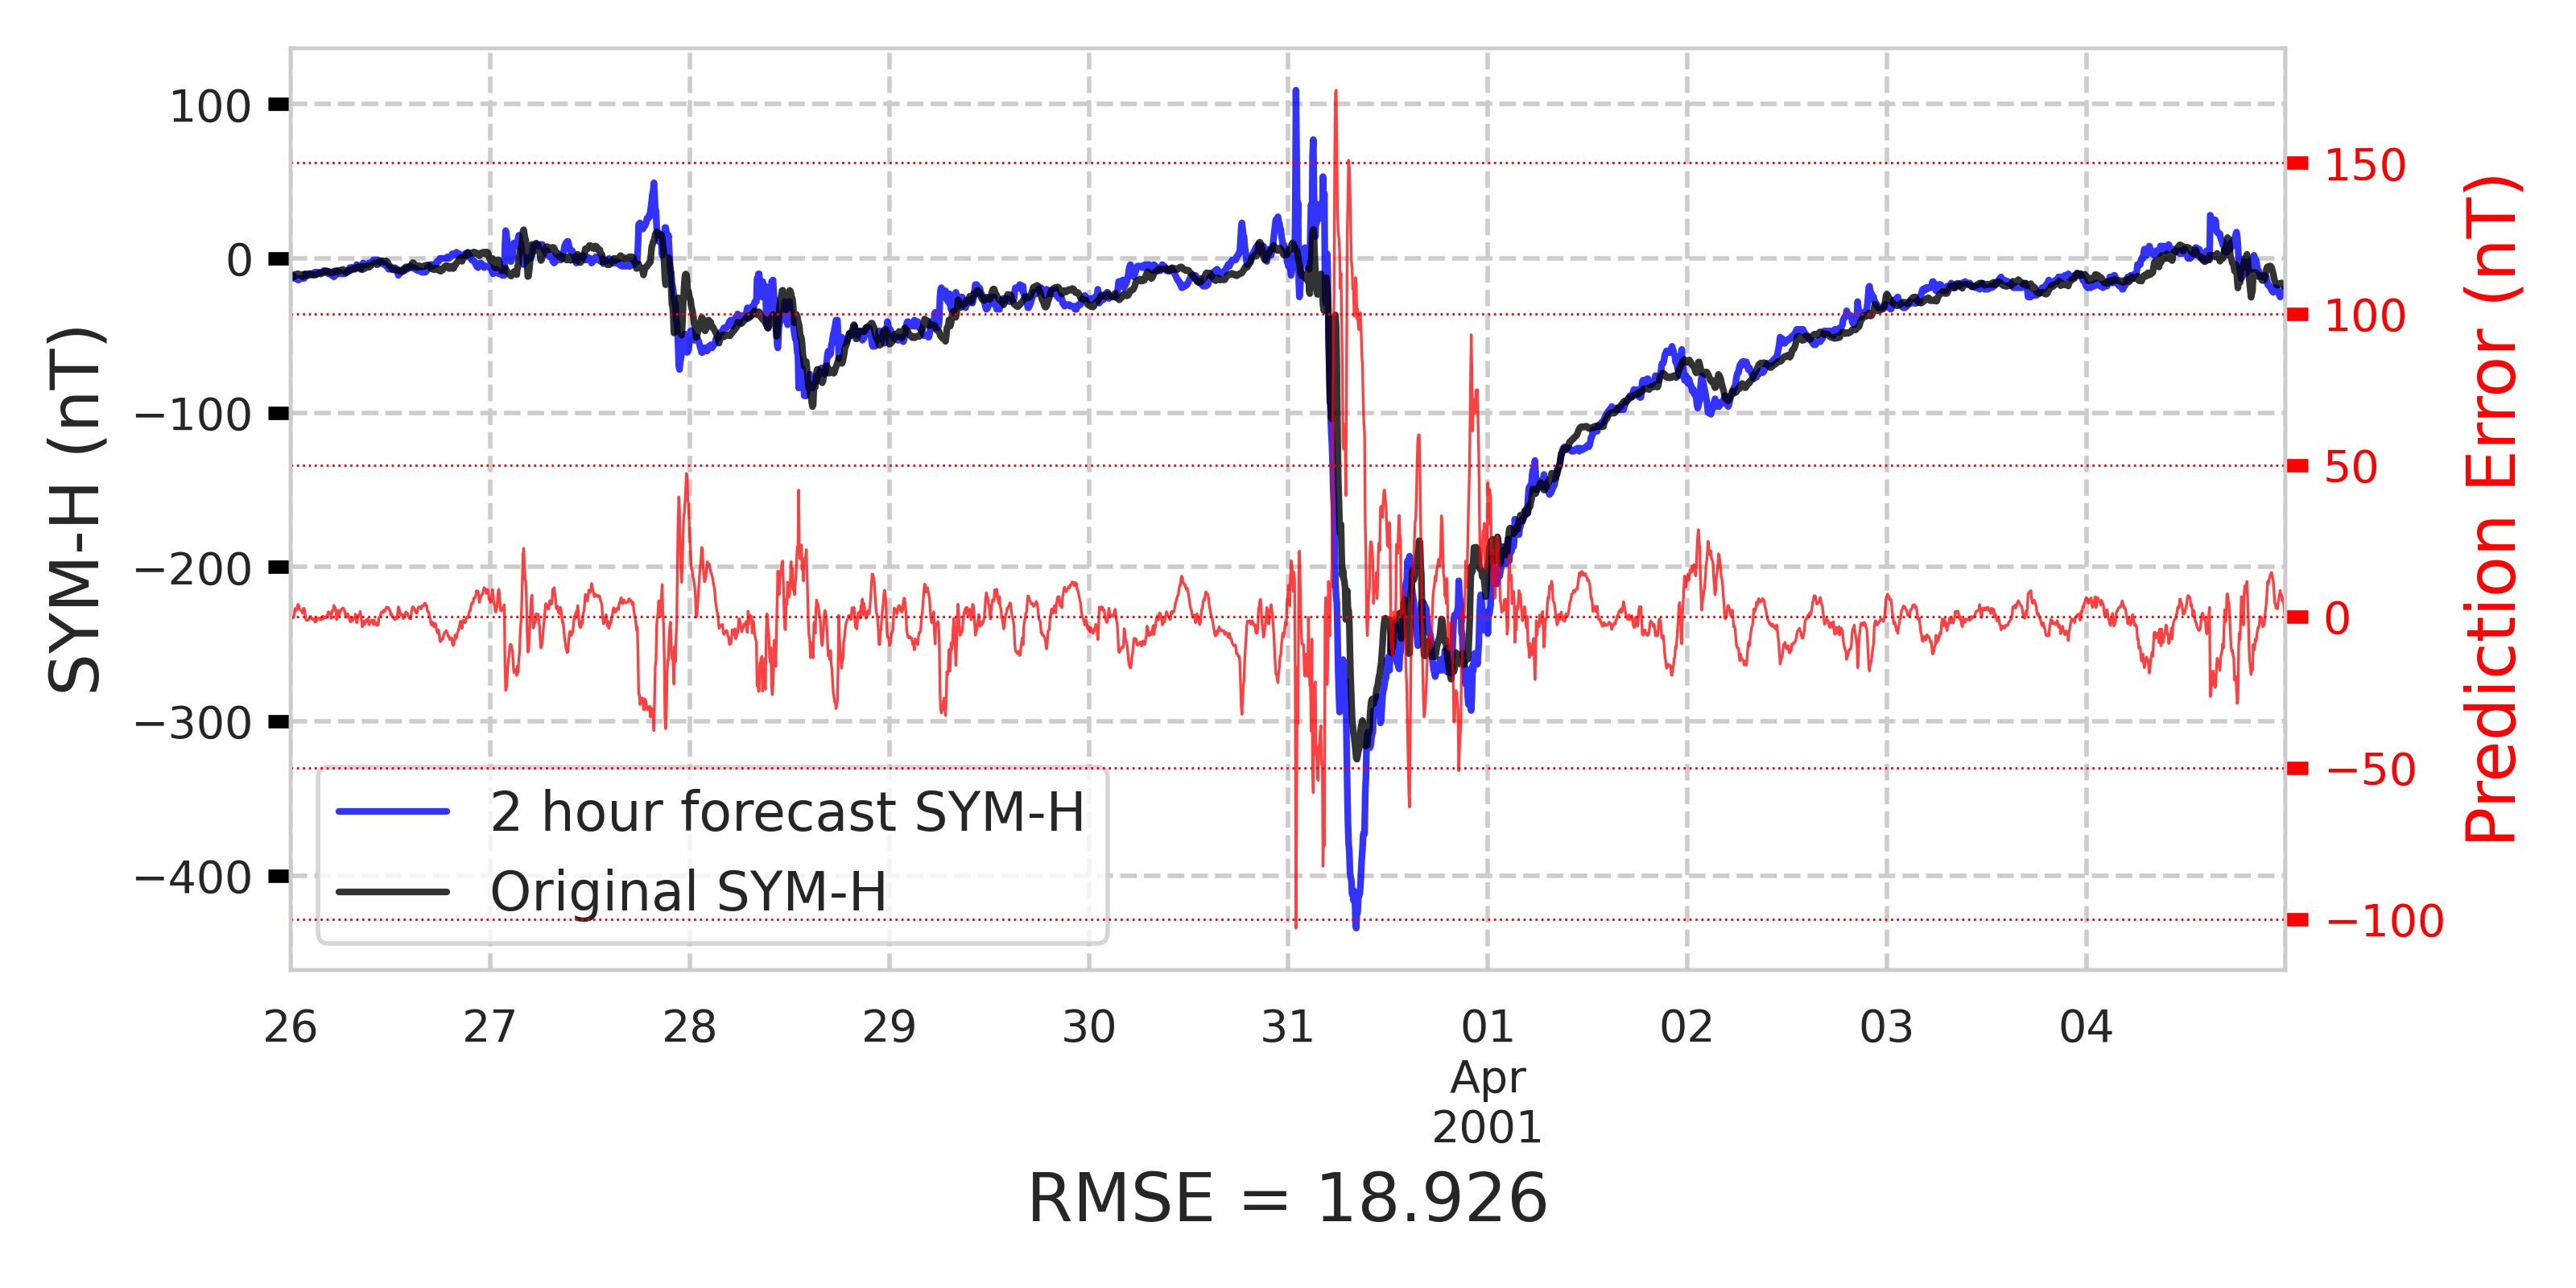 SYM-H (nT)
100
0
−100
−200
−300
−400
2 hour forecast SYM-H
Original SYM-H
150
100
50
0
−50
−100
Prediction Error (nT)
26 27 28 29 30 31 01 02 03 04
Apr
2001
RMSE = 18.926